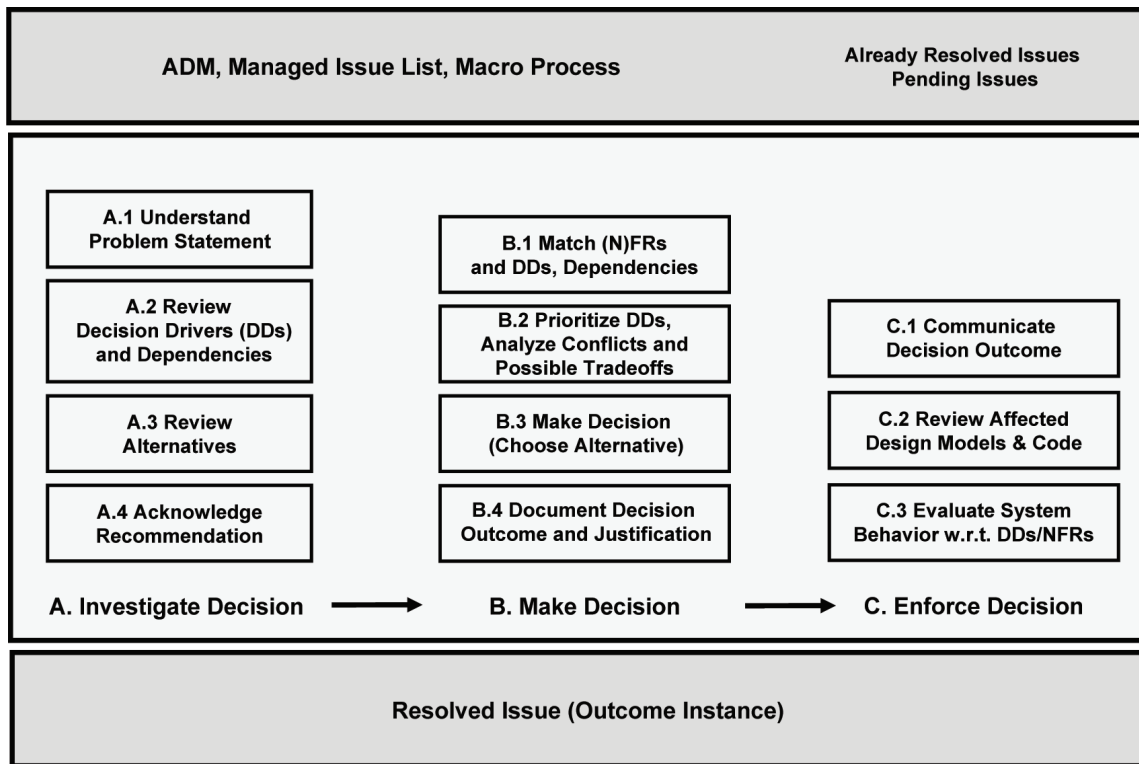 ADM, Managed Issue List, Macro Process
Already Resolved Issues
Pending Issues
A.1 Understand
Problem Statement
A.2 Review
Decision Drivers (DDs)
and Dependencies
A.3 Review
Alternatives
A.4 Acknowledge
Recommendation
A. Investigate Decision
B.1 Match (N)FRs
and DDs, Dependencies
B.2 Prioritize DDs,
Analyze Conflicts and
Possible Tradeoffs
B.3 Make Decision
(Choose Alternative)
B.4 Document Decision
Outcome and Justification
B. Make Decision
C.1 Communicate
Decision Outcome
C.2 Review Affected
Design Models & Code
C.3 Evaluate System
Behavior w.r.t. DDs/NFRs
C. Enforce Decision
Resolved Issue (Outcome Instance)